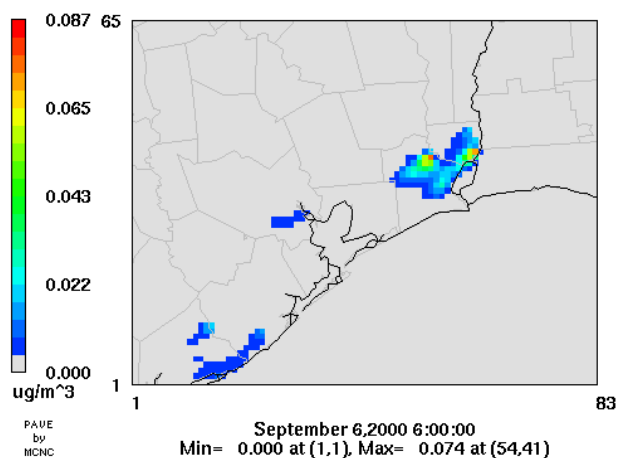 0.087
65
0.065
0.043
0.022
0.000
1
ug/m^3
1
83
PAVE
by
MCNC
September 6,2000 6:00:00
Min= 0.000 at (1,1), Max= 0.074 at (54,41)